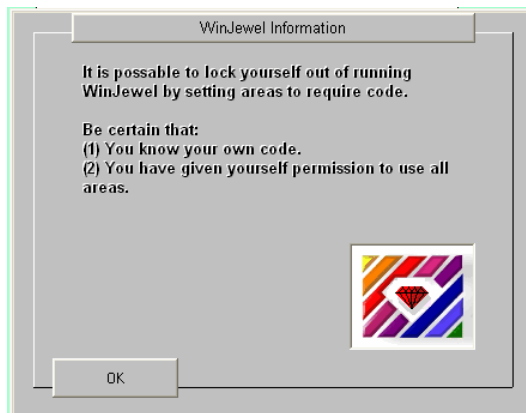 WinJewel Information
It is possable to lock yourself out of running
WinJewel by setting areas to require code.
Be certain that:
(1) You know your own code.
(2) You have given yourself permission to use all
areas.
OK